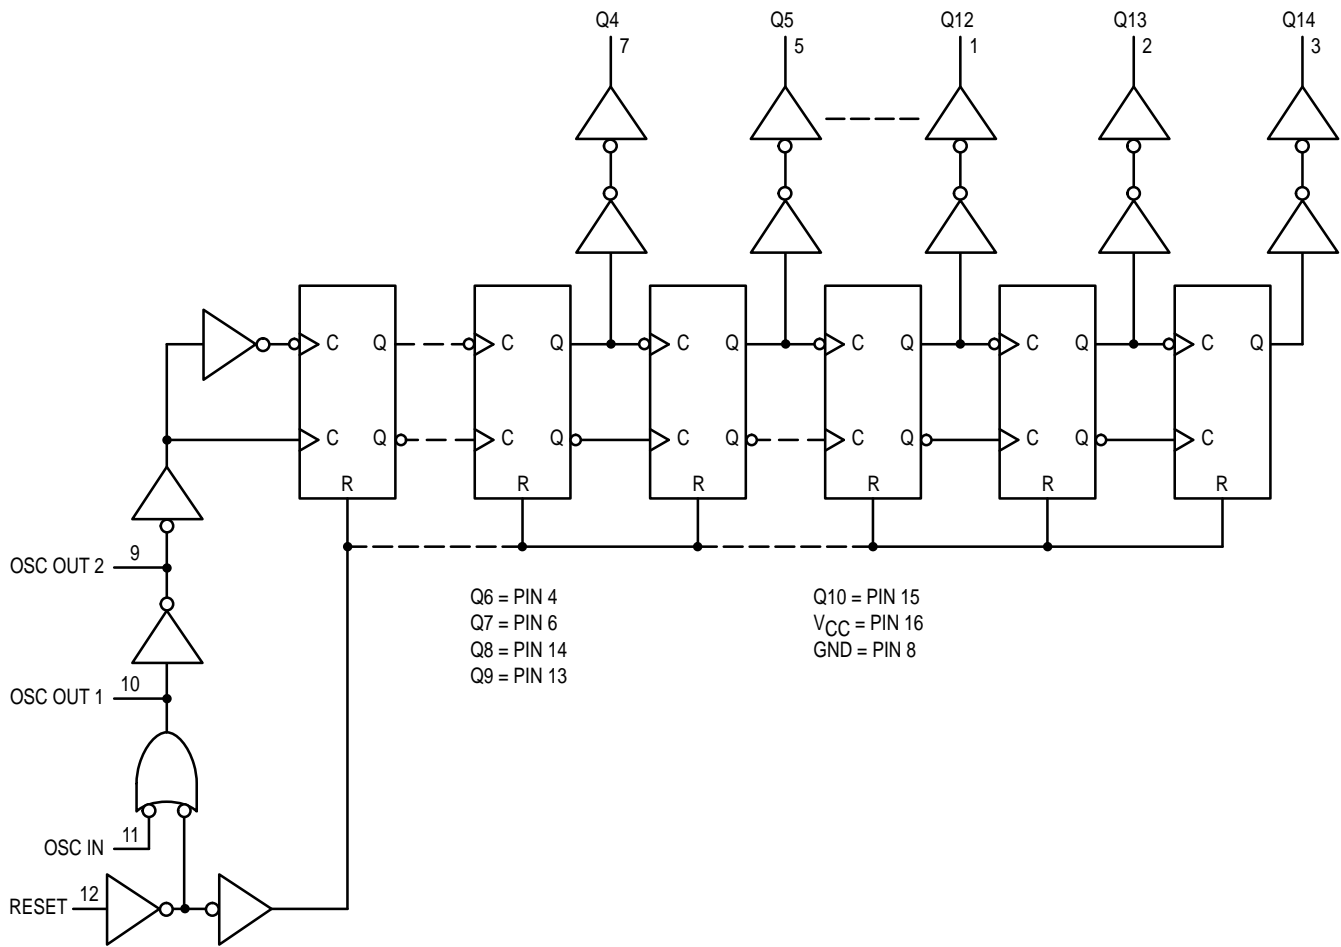 Q4 Q5 Q12 Q13 Q14
7 5 1 2 3
C Q C Q C Q C Q C Q C Q
C Q C Q C Q C Q C Q C
R R R R R R
OSC OUT 2 9
Q6 = PIN 4
Q7 = PIN 6
Q8 = PIN 14
Q9 = PIN 13
Q10 = PIN 15
VCC = PIN 16
GND = PIN 8
OSC OUT 1 10
OSC IN 11
RESET 12